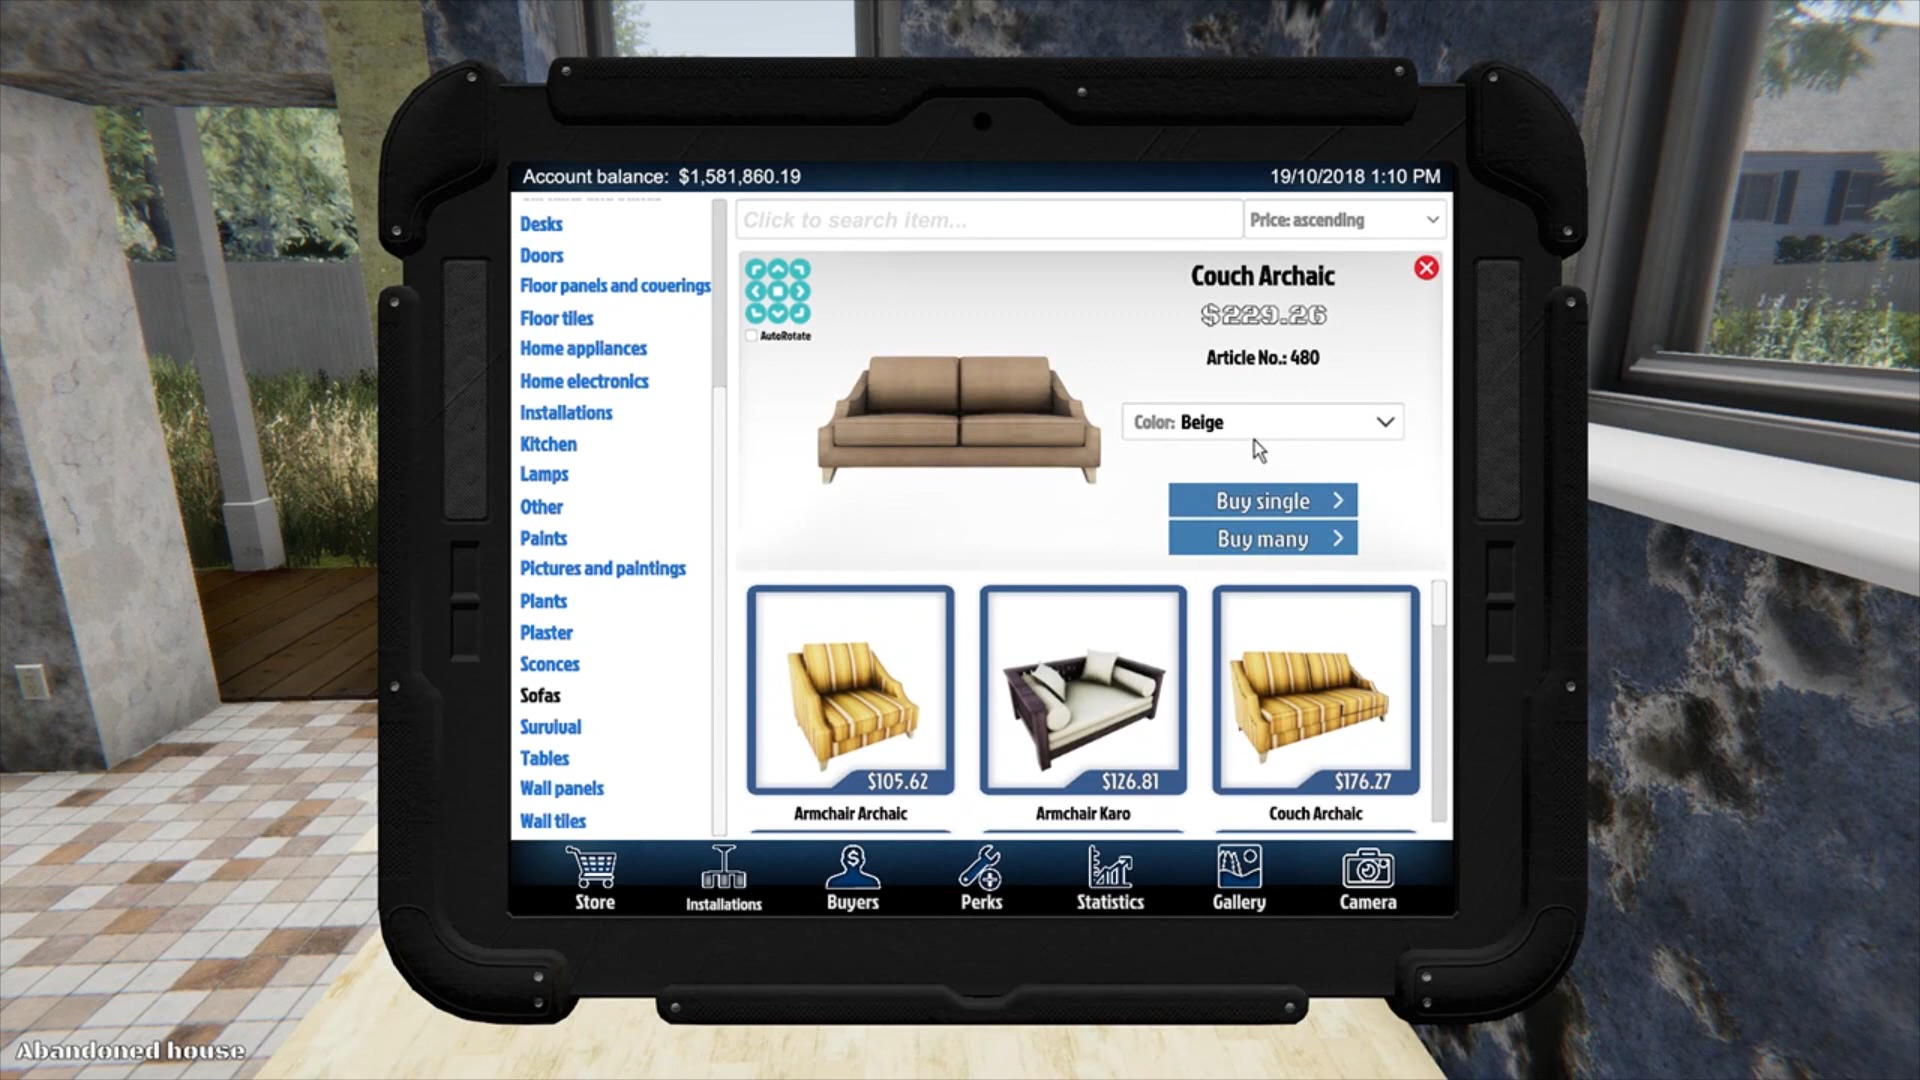 Account balance: $1,581,860.19
19/10/2018 1:10 PM
Desks
Doors
Floor panels and coverings
Floor tiles
Home appliances
Home electronics
Installations
Kitchen
Lamps
Other
Paints
Pictures and paintings
Plants
Plaster
Sconces
Sofas
Survival
Tables
Wall panels
Wall tiles
Click to search item...
Price: ascending
AutoRotate
Couch Archaic
$229.26
Article No.: 480
Color: Beige
Buy single
Buy many
$105.62
Armchair Archaic
$126.81
Armchair Karo
$176.27
Couch Archaic
Store
Installations
Buyers
Perks
Statistics
Gallery
Camera
Abandoned house